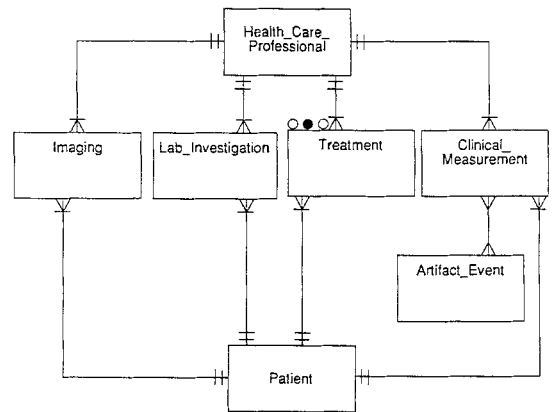 Health_Care_
Professional
Imaging
Lab_Investigation
Treatment
Clinical_
Measurement
Artifact_Event
Patient